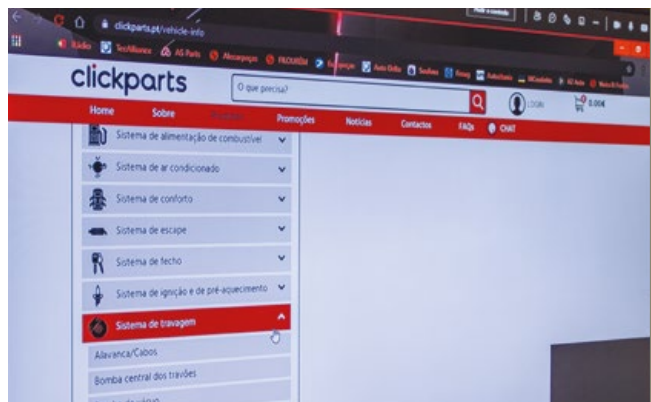 clickparts.pt/vehicle-info
clickparts
O que precisa?
LOGIN
0.00€
Home Sobre Promoções Notícias Contactos FAQs CHAT
Sistema de alimentação de combustível
Sistema de ar condicionado
Sistema de conforto
Sistema de escape
Sistema de fecho
Sistema de ignição e de pré-aquecimento
Sistema de travagem
Alavanca/Cabos
Bomba central dos travões